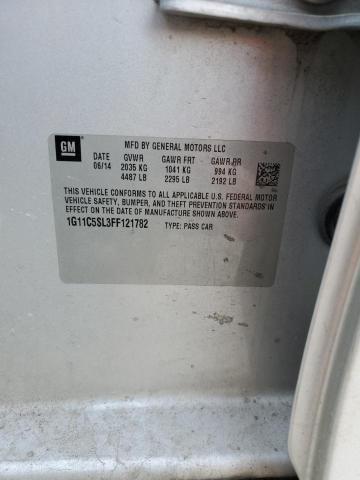 GM
MFD BY GENERAL MOTORS LLC
DATE GVWR GAWR FRT GAWR RR
06/14 2035 KG 1041 KG 994 KG
4487 LB 2295 LB 2192 LB
THIS VEHICLE CONFORMS TO ALL APPLICABLE U.S. FEDERAL MOTOR
VEHICLE SAFETY, BUMPER, AND THEFT PREVENTION STANDARDS IN
EFFECT ON THE DATE OF MANUFACTURE SHOWN ABOVE.
1G11C5SL3FF121782 TYPE: PASS CAR